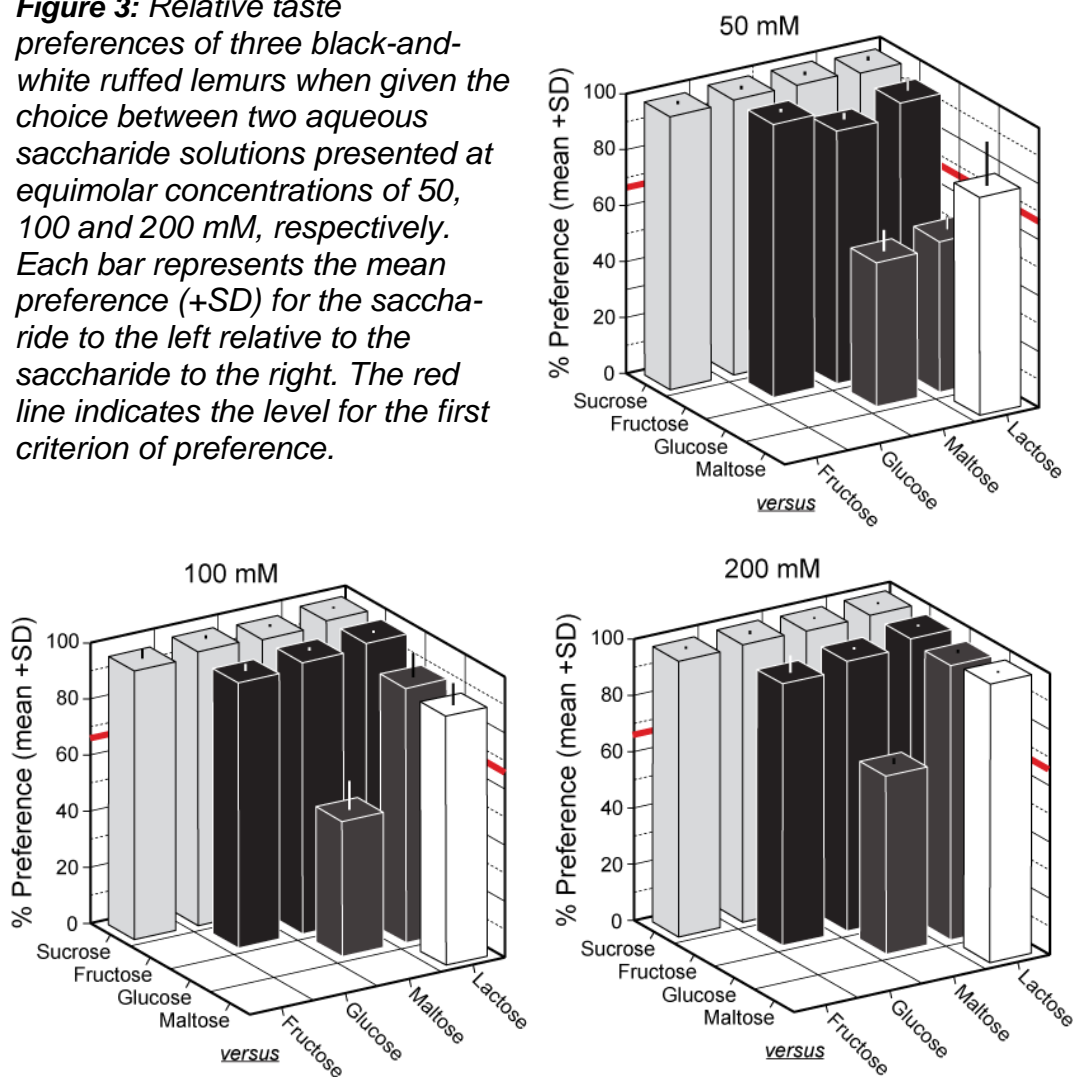 Figure 3: Relative taste
preferences of three black-and-
white ruffed lemurs when given the
choice between two aqueous
saccharide solutions presented at
equimolar concentrations of 50,
100 and 200 mM, respectively.
Each bar represents the mean
preference (+SD) for the saccha-
ride to the left relative to the
saccharide to the right. The red
line indicates the level for the first
criterion of preference.
50 mM
% Preference (mean +SD)
100
80
60
40
20
0
Sucrose
Fructose
Glucose
Maltose
versus
Fructose
Glucose
Maltose
Lactose
100 mM
% Preference (mean +SD)
100
80
60
40
20
0
Sucrose
Fructose
Glucose
Maltose
versus
Fructose
Glucose
Maltose
Lactose
200 mM
% Preference (mean +SD)
100
80
60
40
20
0
Sucrose
Fructose
Glucose
Maltose
versus
Fructose
Glucose
Maltose
Lactose